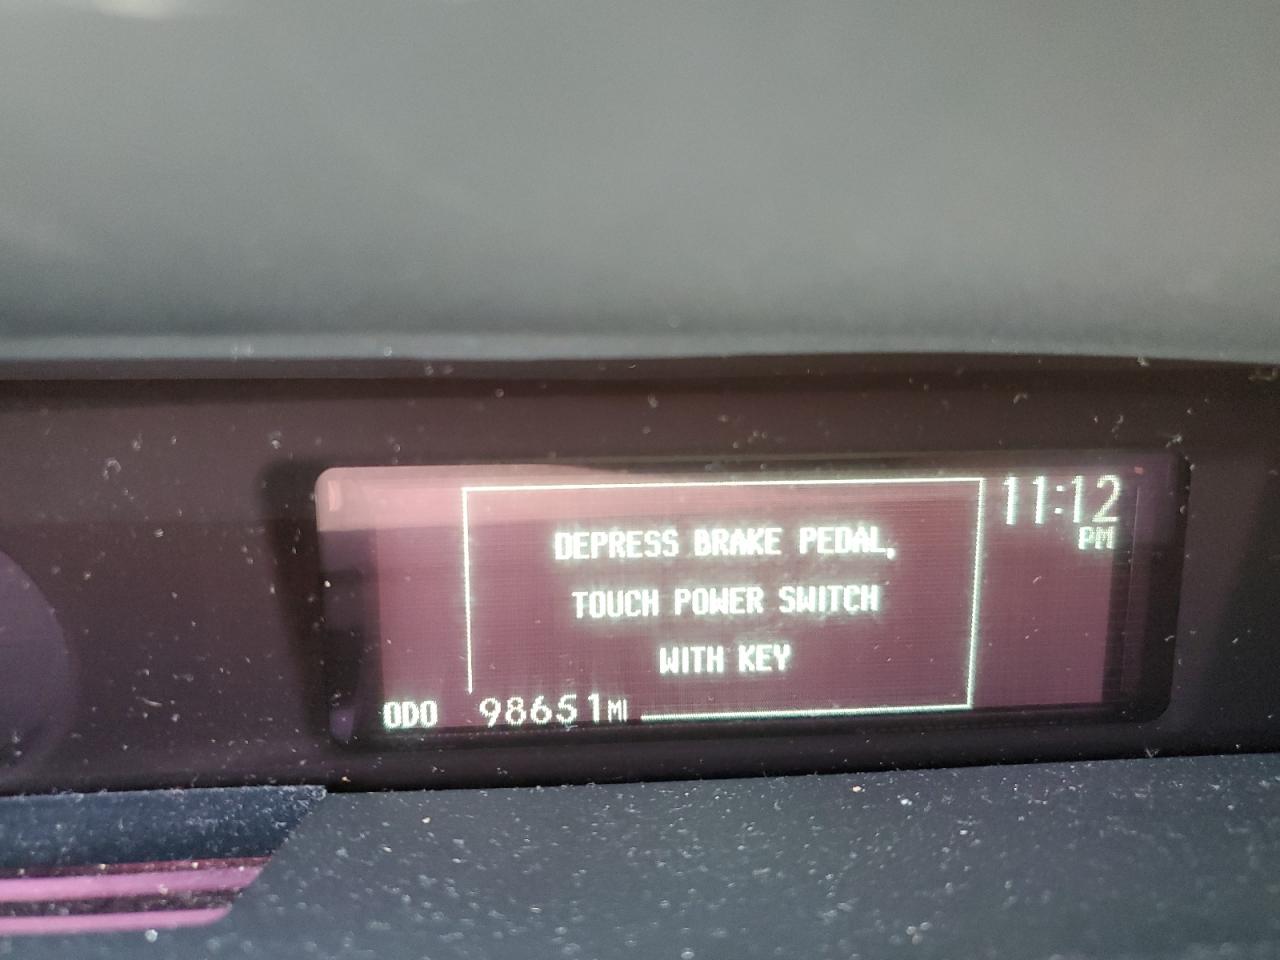 11:12
PM
DEPRESS BRAKE PEDAL,
TOUCH POWER SWITCH
WITH KEY
ODO 98651MI